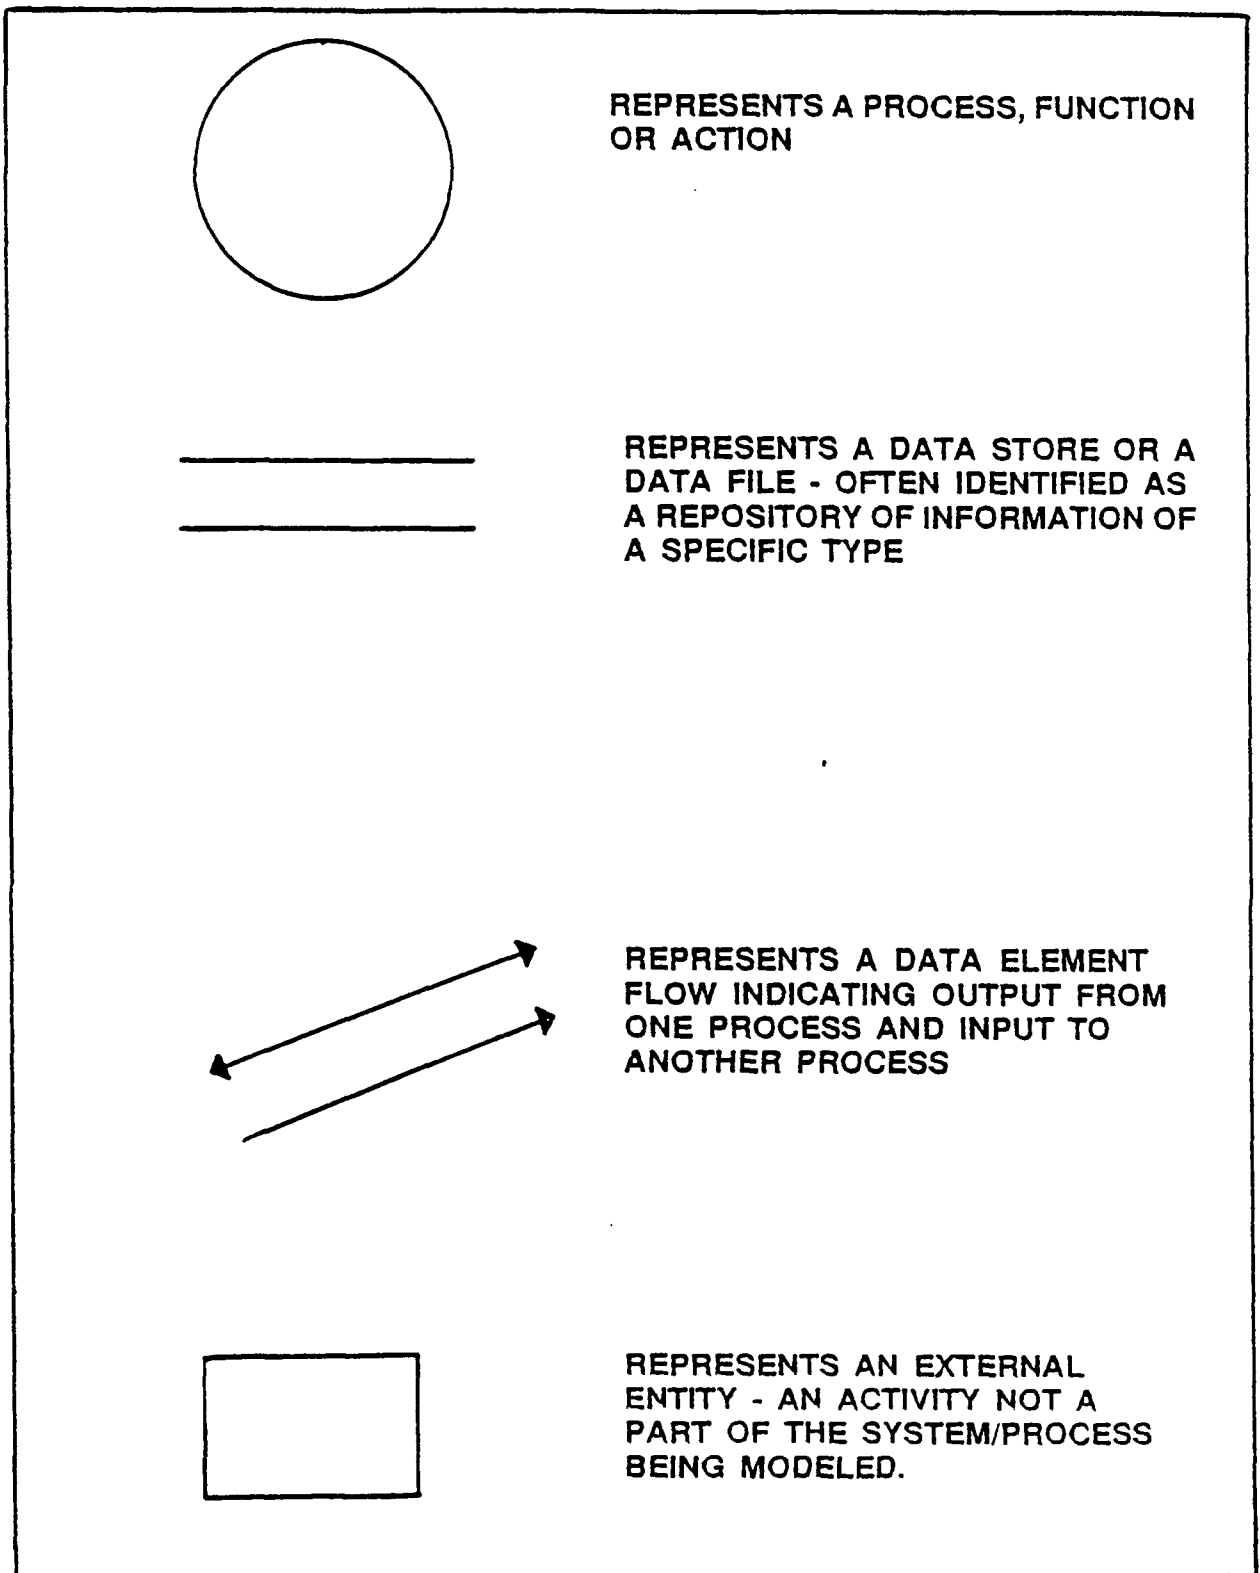 REPRESENTS A PROCESS, FUNCTION
OR ACTION
REPRESENTS A DATA STORE OR A
DATA FILE - OFTEN IDENTIFIED AS
A REPOSITORY OF INFORMATION OF
A SPECIFIC TYPE
REPRESENTS A DATA ELEMENT
FLOW INDICATING OUTPUT FROM
ONE PROCESS AND INPUT TO
ANOTHER PROCESS
REPRESENTS AN EXTERNAL
ENTITY - AN ACTIVITY NOT A
PART OF THE SYSTEM/PROCESS
BEING MODELED.